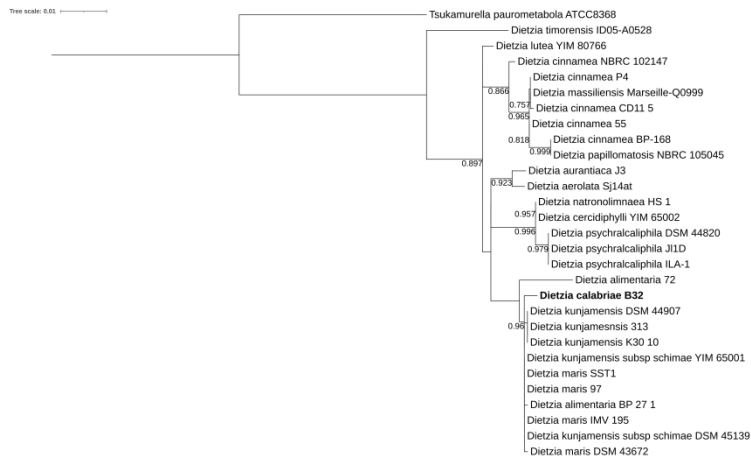 Tree scale: 0.01
Tsukamurella paurometabola ATCC8368
Dietzia timorensis ID05-A0528
Dietzia lutea YIM 80766
Dietzia cinnamea NBRC 102147
Dietzia cinnamea P4
0.866
Dietzia massiliensis Marseille-Q0999
0.757
Dietzia cinnamea CD11 5
0.965
Dietzia cinnamea 55
0.818
Dietzia cinnamea BP-168
0.999
Dietzia papillomatosis NBRC 105045
0.897
Dietzia aurantiaca J3
0.923
Dietzia aerolata Sj14at
Dietzia natronolimnaea HS 1
0.957
Dietzia cercidiphylli YIM 65002
0.996
Dietzia psychralcaliphila DSM 44820
0.979
Dietzia psychralcaliphila JI1D
Dietzia psychralcaliphila ILA-1
Dietzia alimentaria 72
Dietzia calabriae B32
Dietzia kunjamensis DSM 44907
0.96
Dietzia kunjamesnsis 313
Dietzia kunjamensis K30 10
Dietzia kunjamensis subsp schimae YIM 65001
Dietzia maris SST1
Dietzia maris 97
Dietzia alimentaria BP 27 1
Dietzia maris IMV 195
Dietzia kunjamensis subsp schimae DSM 45139
Dietzia maris DSM 43672